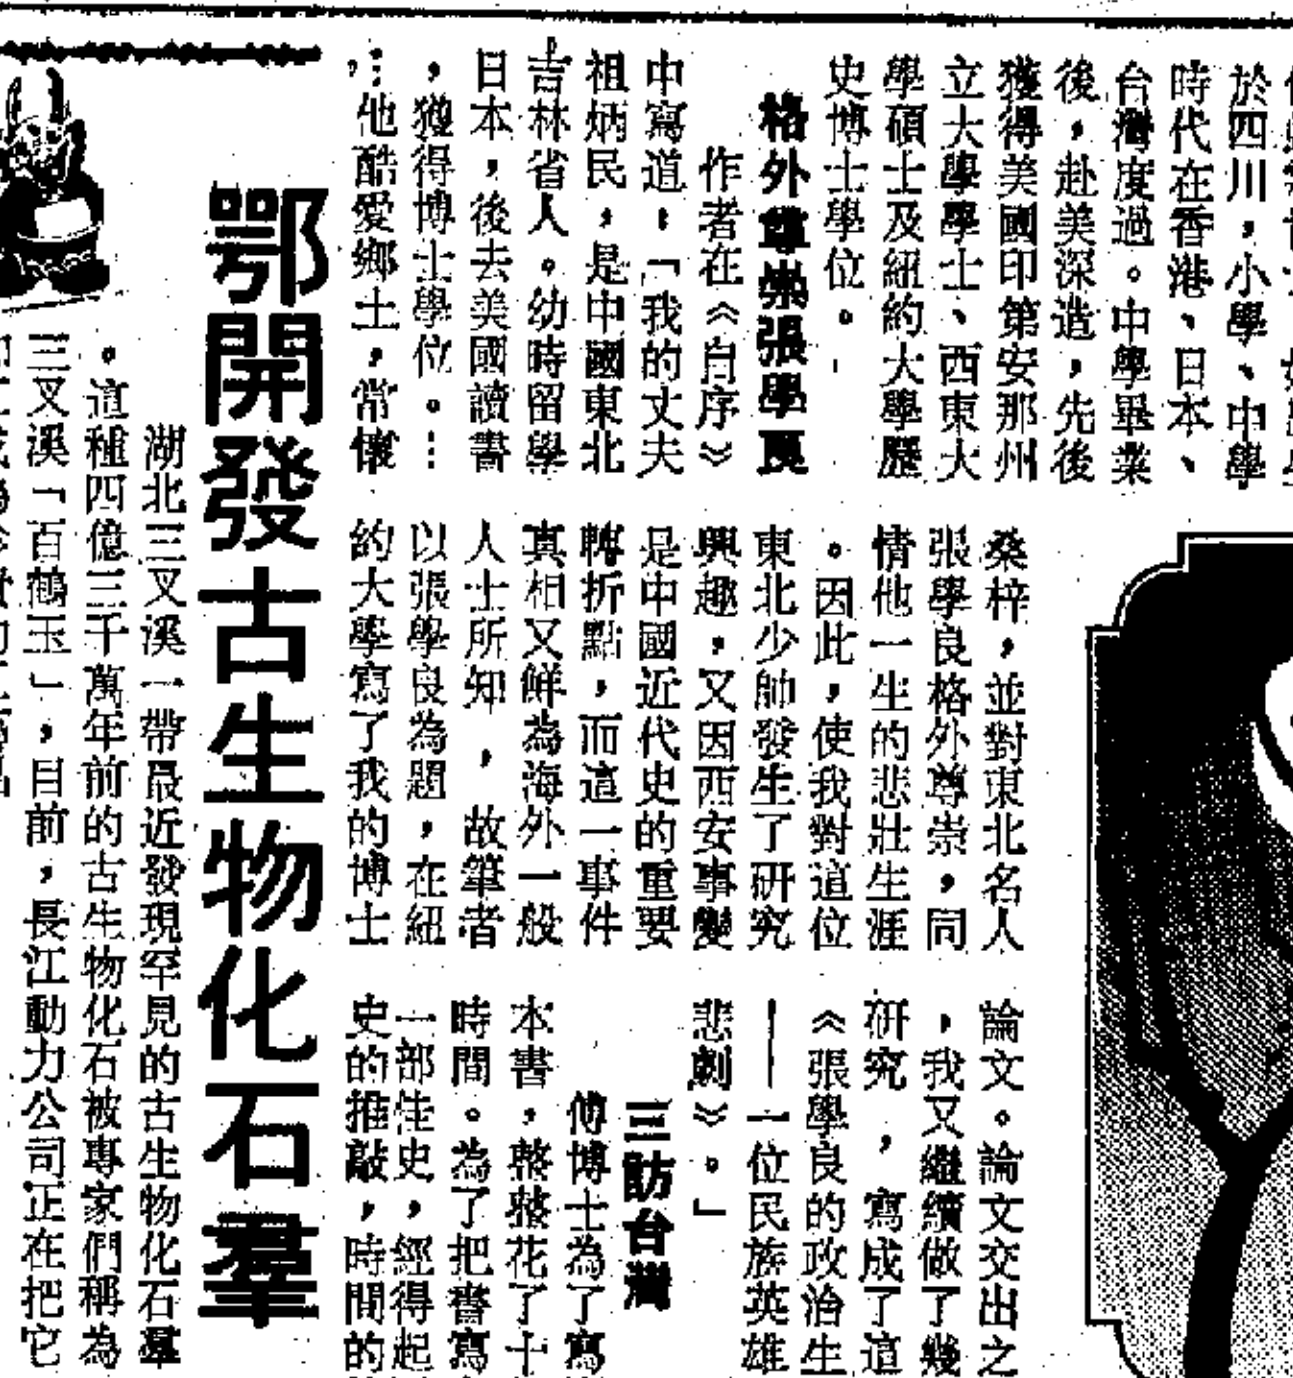 於四川，小學、中學
時代在香港、日本、
台灣度過。中學畢業
後，赴美深造，先後
獲得美國印第安那州
立大學學士、西東大
學碩士及紐約大學歷
史博士學位。
格外尊崇張學良
作者在《自序》
中寫道：「我的丈夫
祖炳民，是中國東北
吉林省人。幼時留學
日本，後去美國讀書
，獲得博士學位。…
…他酷愛鄉土，常懷
桑梓，並對東北名人
張學良格外尊崇，同
情他一生的悲壯生涯
。因此，使我對這位
東北少帥發生了研究
興趣，又因西安事變
是中國近代史的重要
轉折點，而這一事件
真相又鮮為海外一般
人士所知，故筆者
以張學良為題，在紐
約大學寫了我的博士
論文。論文交出之
，我又繼續做了幾
研究，寫成了這
《張學良的政治生
——一位民族英雄
悲劇》。」
三訪台灣
傅博士為了寫
本書，整整花了十
時間。為了把書寫
一部佳史，經得起
史的推敲，時間的
鄂開發古生物化石羣
湖北三叉溪一帶最近發現罕見的古生物化石羣
。這種四億三千萬年前的古生物化石被專家們稱為
三叉溪「百鶴玉」，目前，長江動力公司正在把它